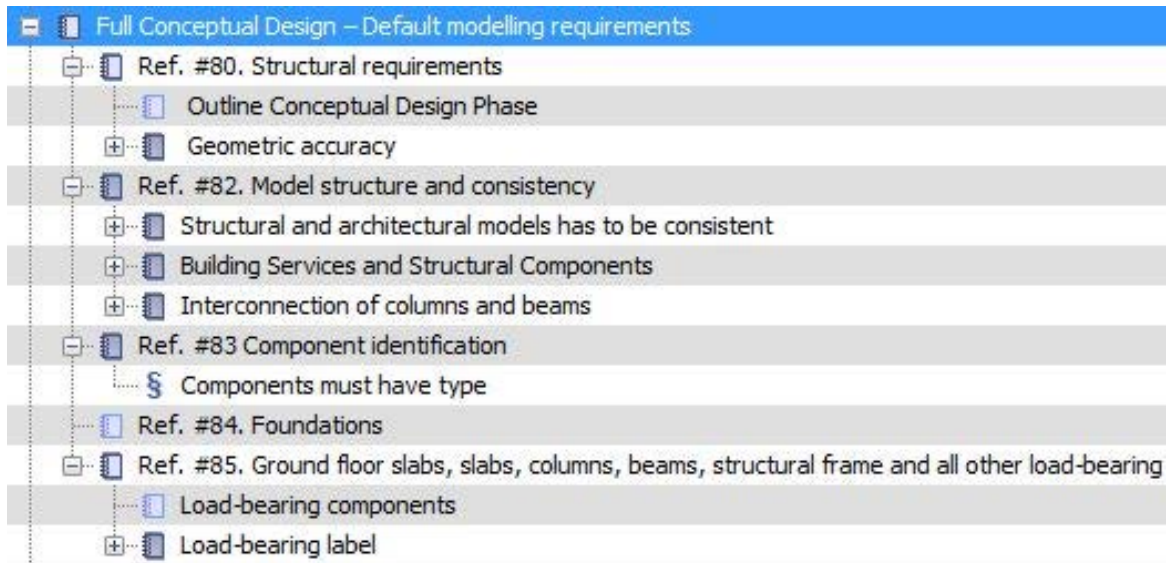 Full Conceptual Design – Default modelling requirements
Ref. #80. Structural requirements
Outline Conceptual Design Phase
Geometric accuracy
Ref. #82. Model structure and consistency
Structural and architectural models has to be consistent
Building Services and Structural Components
Interconnection of columns and beams
Ref. #83 Component identification
§ Components must have type
Ref. #84. Foundations
Ref. #85. Ground floor slabs, slabs, columns, beams, structural frame and all other load-bearing
Load-bearing components
Load-bearing label